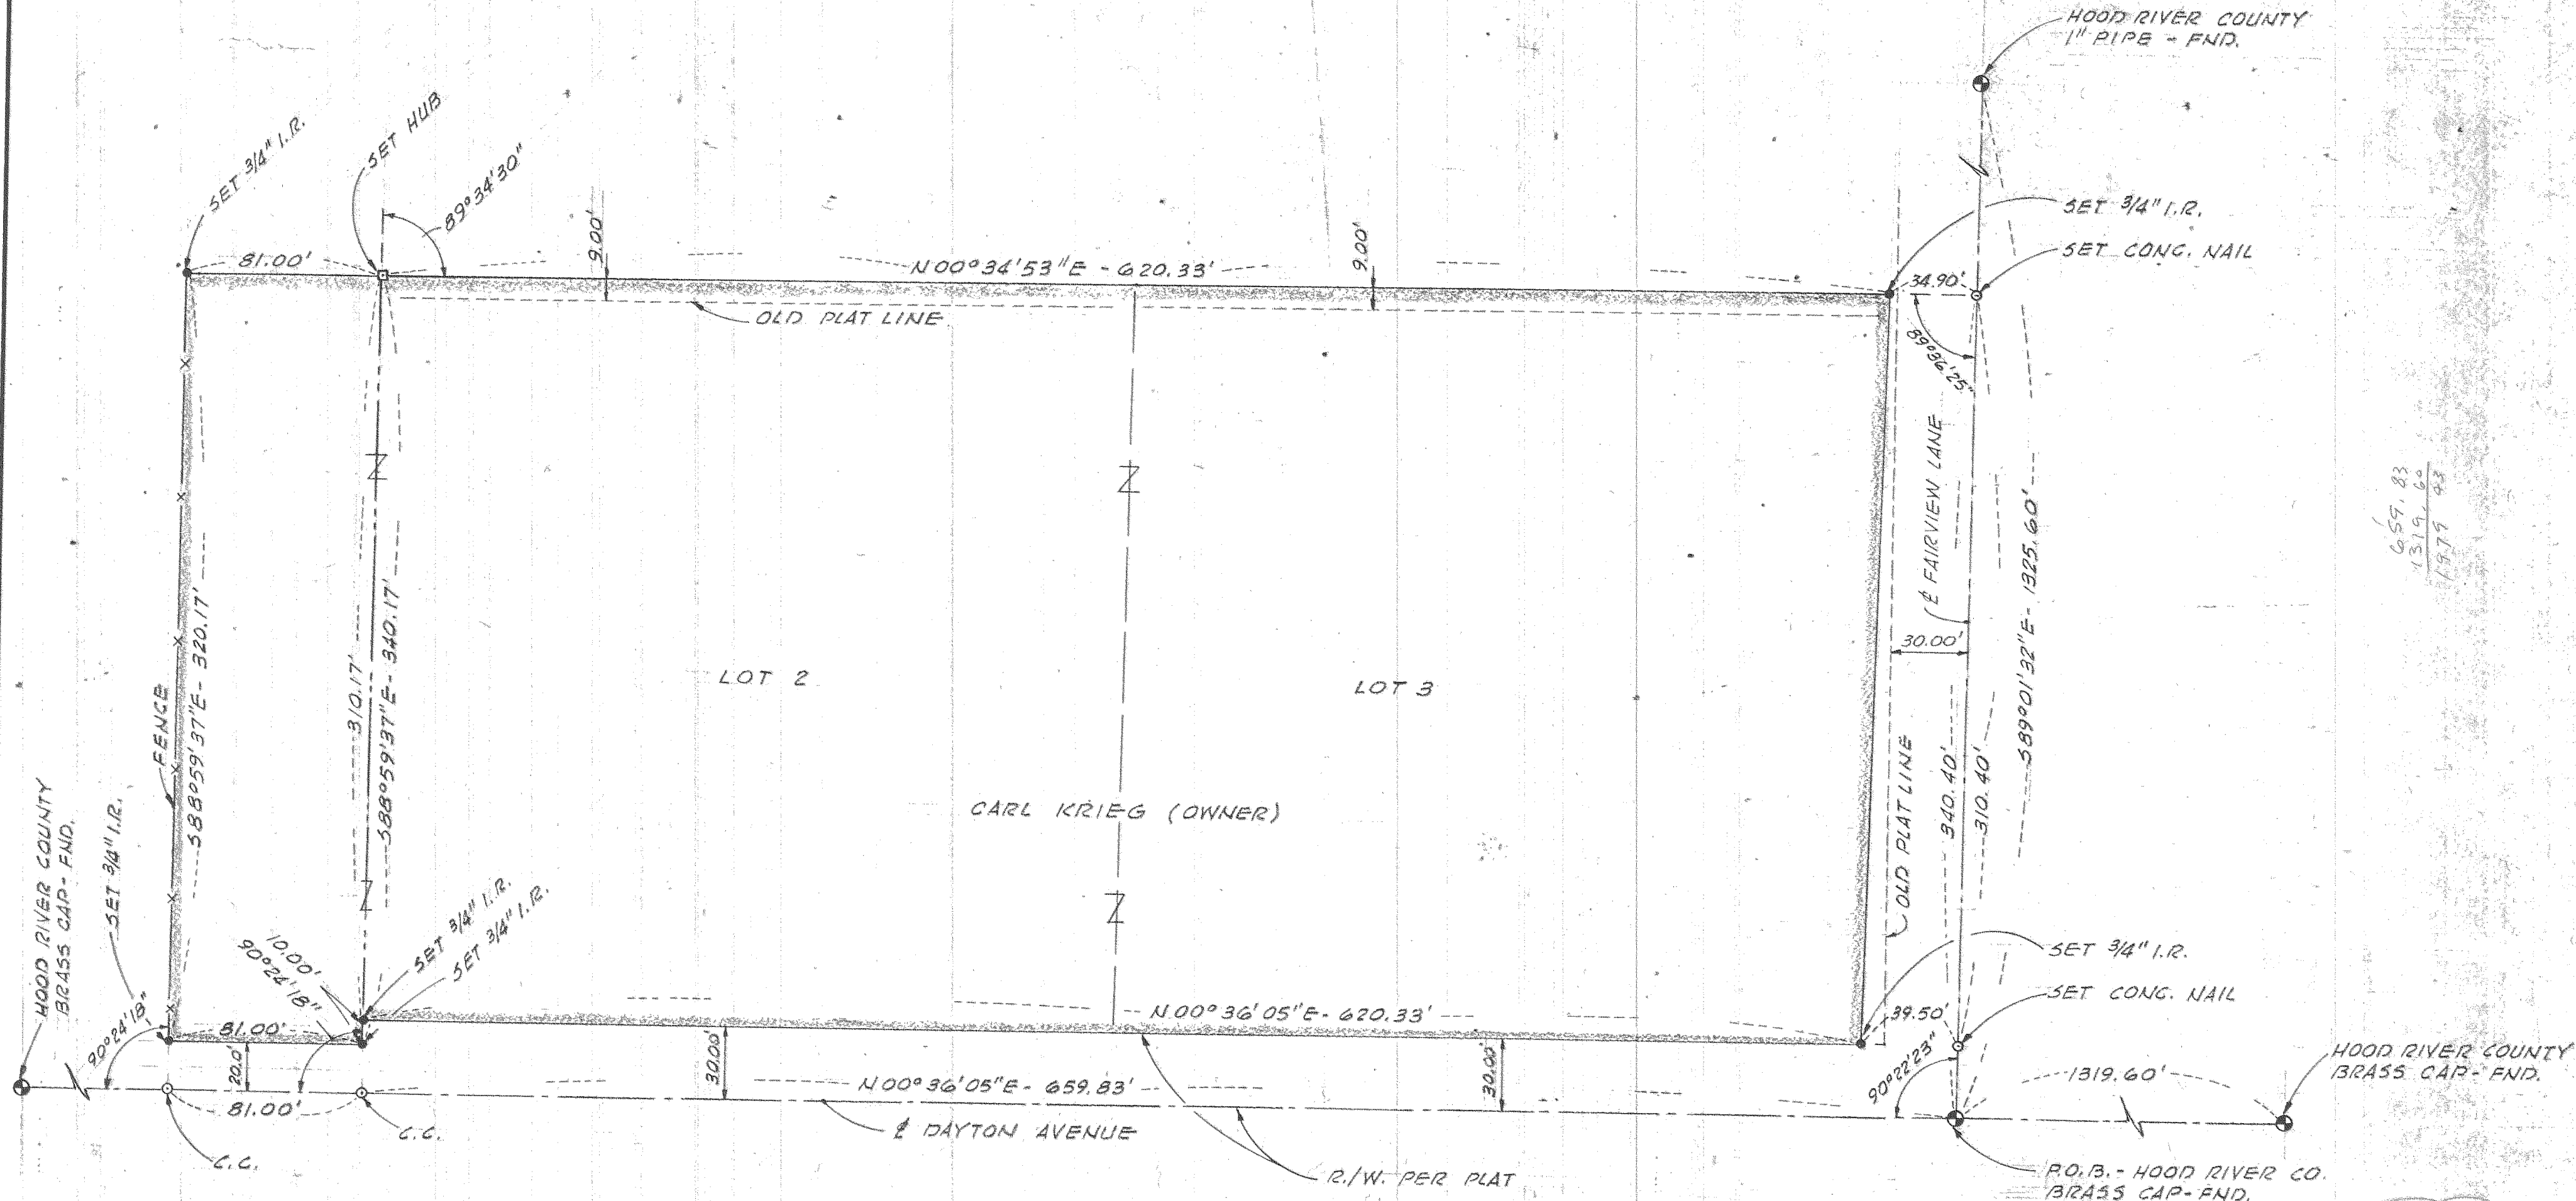 HOOD RIVER COUNTY
1" PIPE - FND.
SET 3/4" I.R.
SET HUB
89°34'30"
9.00'
9.00'
SET 3/4" I.R.
SET CONC. NAIL
81.00'
N00°34'53"E - 620.33'
34.90'
OLD PLAT LINE
89°36'25"
℄ FAIRVIEW LANE
S89°01'32"E - 1325.60'
659.83
1319.60
1979 43
30.00'
FENCE
S88°59'37"E - 320.17'
310.17'
S88°59'37"E - 340.17'
LOT 2
LOT 3
CARL KRIEG (OWNER)
OLD PLAT LINE
340.40'
310.40'
HOOD RIVER COUNTY
BRASS CAP - FND.
SET 3/4" I.R.
90°24'18"
10.00'
90°24'18"
SET 3/4" I.R.
SET 3/4" I.R.
SET 3/4" I.R.
SET CONC. NAIL
81.00'
20.0'
30.00'
N.00°36'05"E - 620.33'
30.00'
39.50'
90°22'23"
1319.60'
HOOD RIVER COUNTY
BRASS CAP - FND.
N00°36'05"E - 659.83'
81.00'
C.C.
C.C.
℄ DAYTON AVENUE
R./W. PER PLAT
P.O.B. - HOOD RIVER CO.
BRASS CAP - FND.